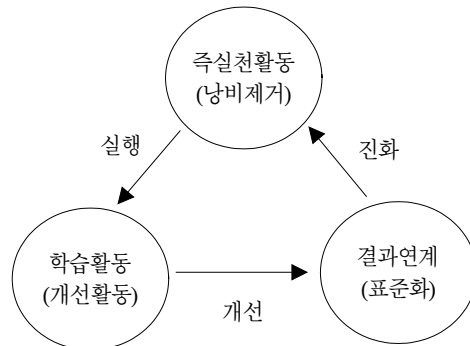 즉실천활동
(낭비제거)
실행
진화
학습활동
(개선활동)
개선
결과연계
(표준화)